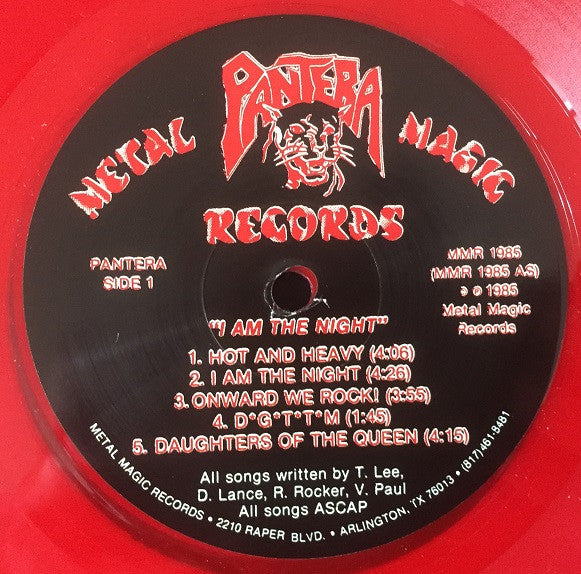 PANTERA
METAL MAGIC
RECORDS
PANTERA
SIDE 1
MMR 1985
(MMR 1985 AS)
℗ © 1985
Metal Magic
Records
"I AM THE NIGHT"
1. HOT AND HEAVY (4:06)
2. I AM THE NIGHT (4:26)
3. ONWARD WE ROCK! (3:55)
4. D*G*T*T*M (1:45)
5. DAUGHTERS OF THE QUEEN (4:15)
All songs written by T. Lee,
D. Lance, R. Rocker, V. Paul
All songs ASCAP
METAL MAGIC RECORDS • 2210 RAPER BLVD. • ARLINGTON, TX 76013 • (817)461-9481